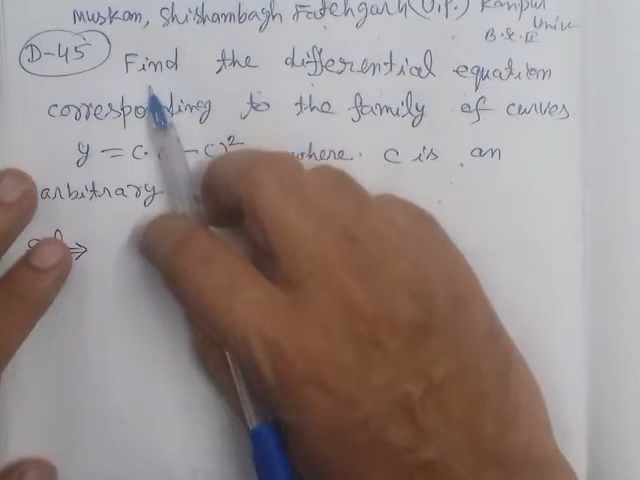 Muskan, Shishambagh Fatehgarh (U.P.) Kanpur Univ
B.Sc II
D-45 Find the differential equation
corresponding to the family of curves
y = c. - c)² where. c is an
arbitrary